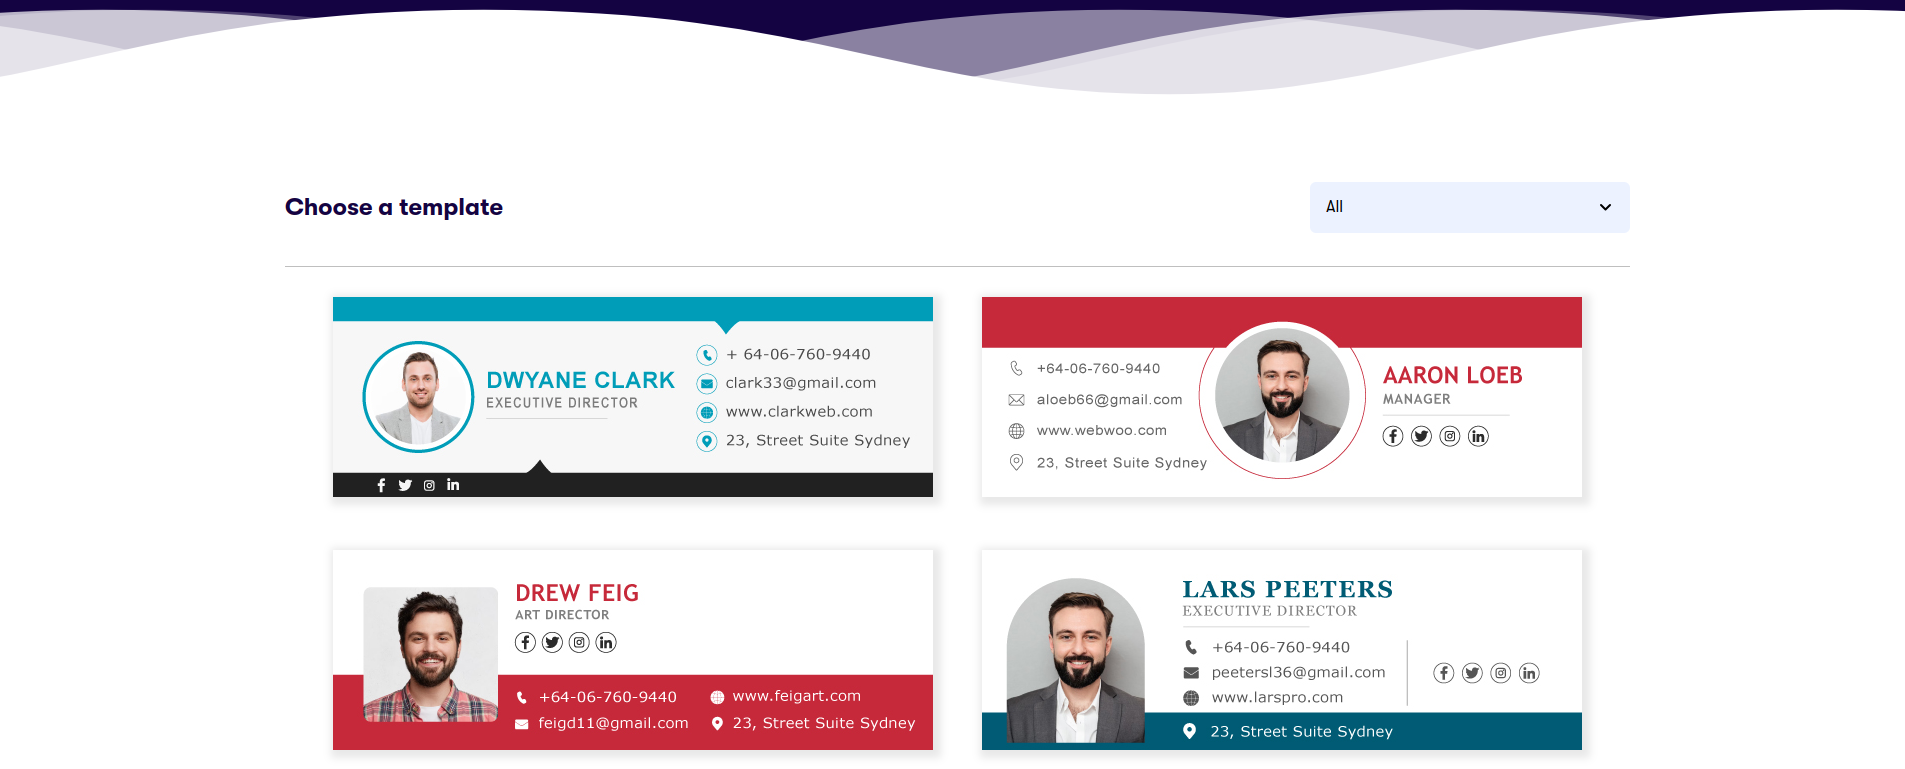 Choose a template
All
DWYANE CLARK
EXECUTIVE DIRECTOR
+ 64-06-760-9440
clark33@gmail.com
www.clarkweb.com
23, Street Suite Sydney
+64-06-760-9440
aloeb66@gmail.com
www.webwoo.com
23, Street Suite Sydney
AARON LOEB
MANAGER
DREW FEIG
ART DIRECTOR
+64-06-760-9440
www.feigart.com
feigd11@gmail.com
23, Street Suite Sydney
LARS PEETERS
EXECUTIVE DIRECTOR
+64-06-760-9440
peetersl36@gmail.com
www.larspro.com
23, Street Suite Sydney